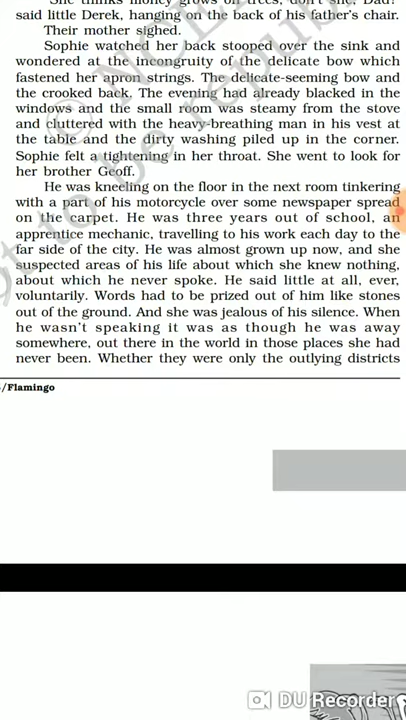 "She thinks money grows on trees, don't she, Dad?'
said little Derek, hanging on the back of his father's chair.
Their mother sighed.
Sophie watched her back stooped over the sink and
wondered at the incongruity of the delicate bow which
fastened her apron strings. The delicate-seeming bow and
the crooked back. The evening had already blacked in the
windows and the small room was steamy from the stove
and cluttered with the heavy-breathing man in his vest at
the table and the dirty washing piled up in the corner.
Sophie felt a tightening in her throat. She went to look for
her brother Geoff.
He was kneeling on the floor in the next room tinkering
with a part of his motorcycle over some newspaper spread
on the carpet. He was three years out of school, an
apprentice mechanic, travelling to his work each day to the
far side of the city. He was almost grown up now, and she
suspected areas of his life about which she knew nothing,
about which he never spoke. He said little at all, ever,
voluntarily. Words had to be prized out of him like stones
out of the ground. And she was jealous of his silence. When
he wasn't speaking it was as though he was away
somewhere, out there in the world in those places she had
never been. Whether they were only the outlying districts
/Flamingo
DU Recorder